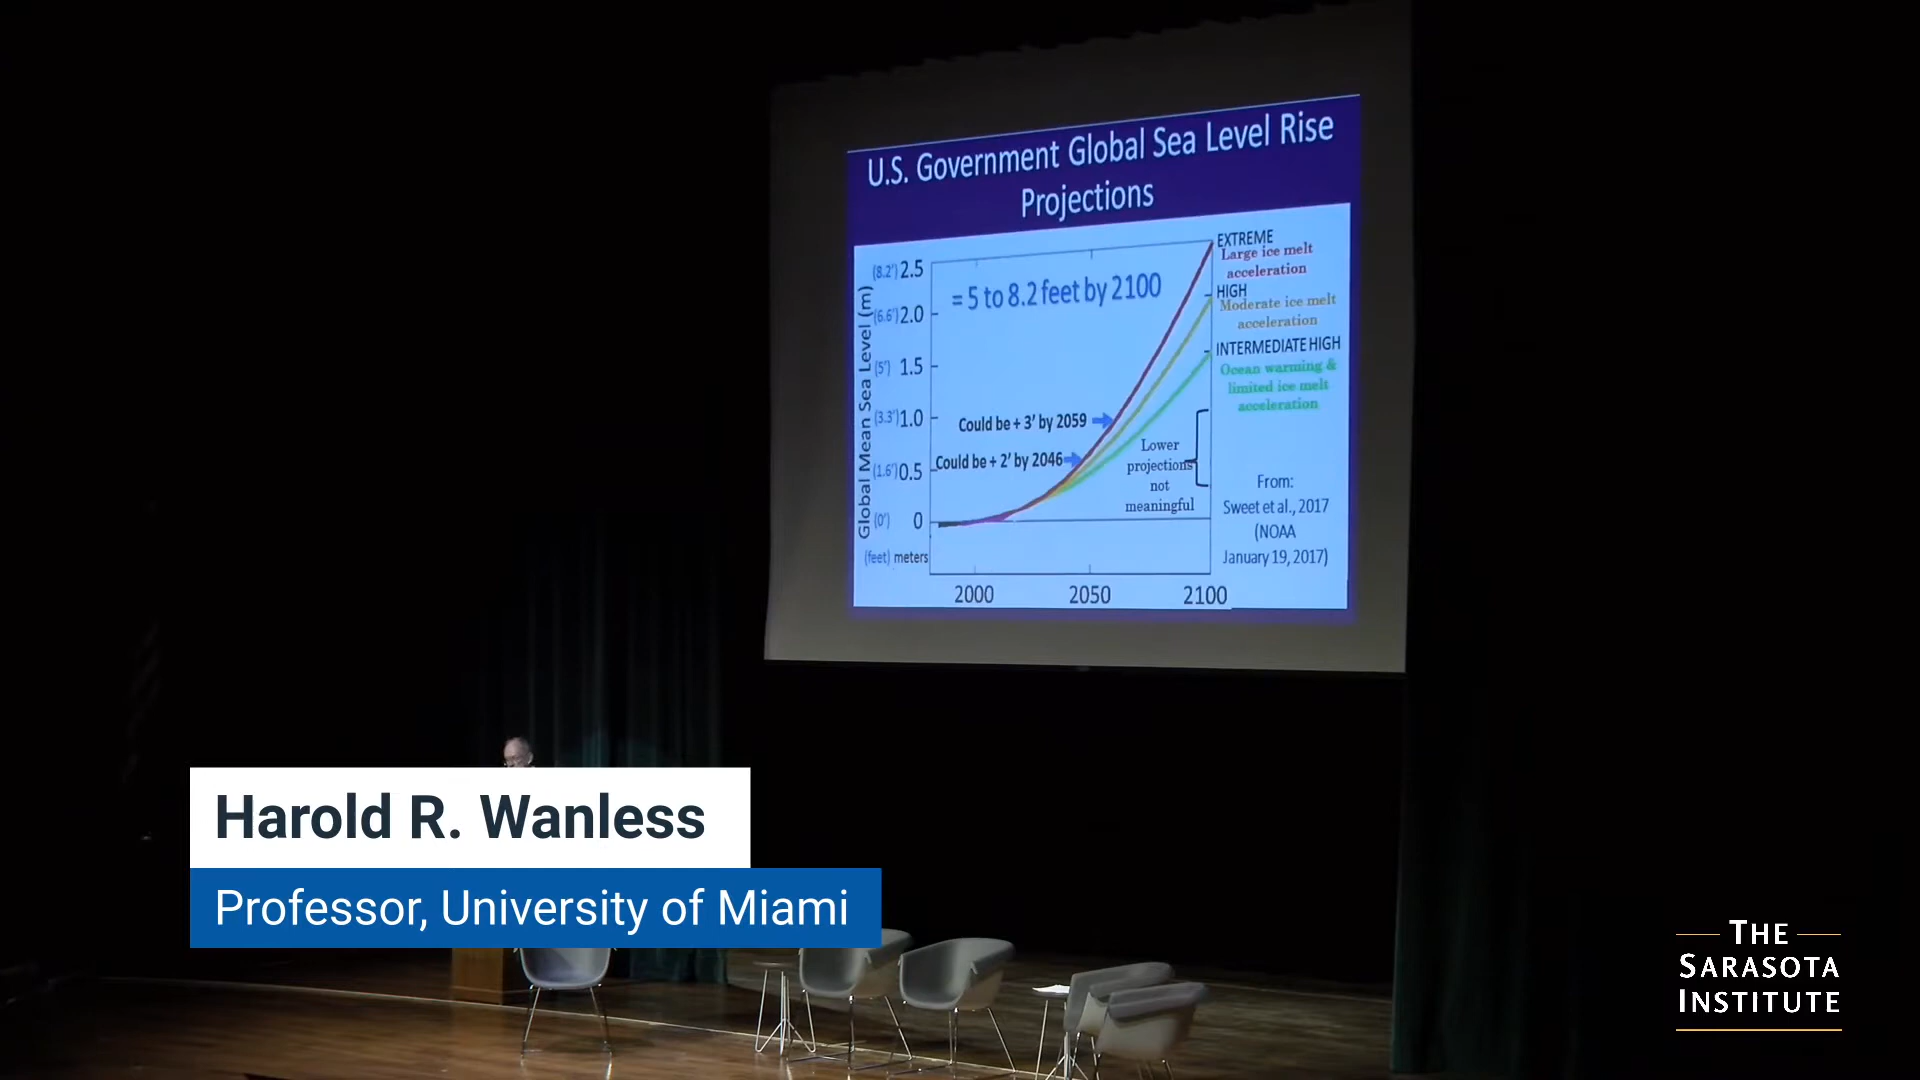 U.S. Government Global Sea Level Rise
Projections
= 5 to 8.2 feet by 2100
Global Mean Sea Level (m)
(8.2') 2.5
(6.6') 2.0
(5') 1.5
(3.3') 1.0
(1.6') 0.5
(0') 0
(feet) meters
2000 2050 2100
Could be + 3' by 2059
Could be + 2' by 2046
Lower
projections
not
meaningful
EXTREME
Large ice melt
acceleration
HIGH
Moderate ice melt
acceleration
INTERMEDIATE HIGH
Ocean warming &
limited ice melt
acceleration
From:
Sweet et al., 2017
(NOAA
January 19, 2017)
Harold R. Wanless
Professor, University of Miami
THE
SARASOTA
INSTITUTE